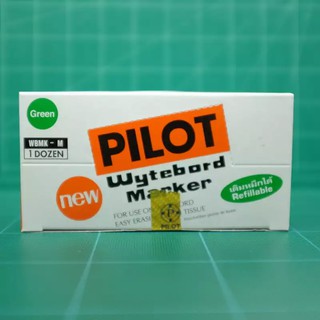 Green
WBMK - M
1 DOZEN
PILOT
Wytebord
Marker
new
เติมหมึกได้
Refillable
FOR USE ON
EASY ERAS TISSUE
PILOT